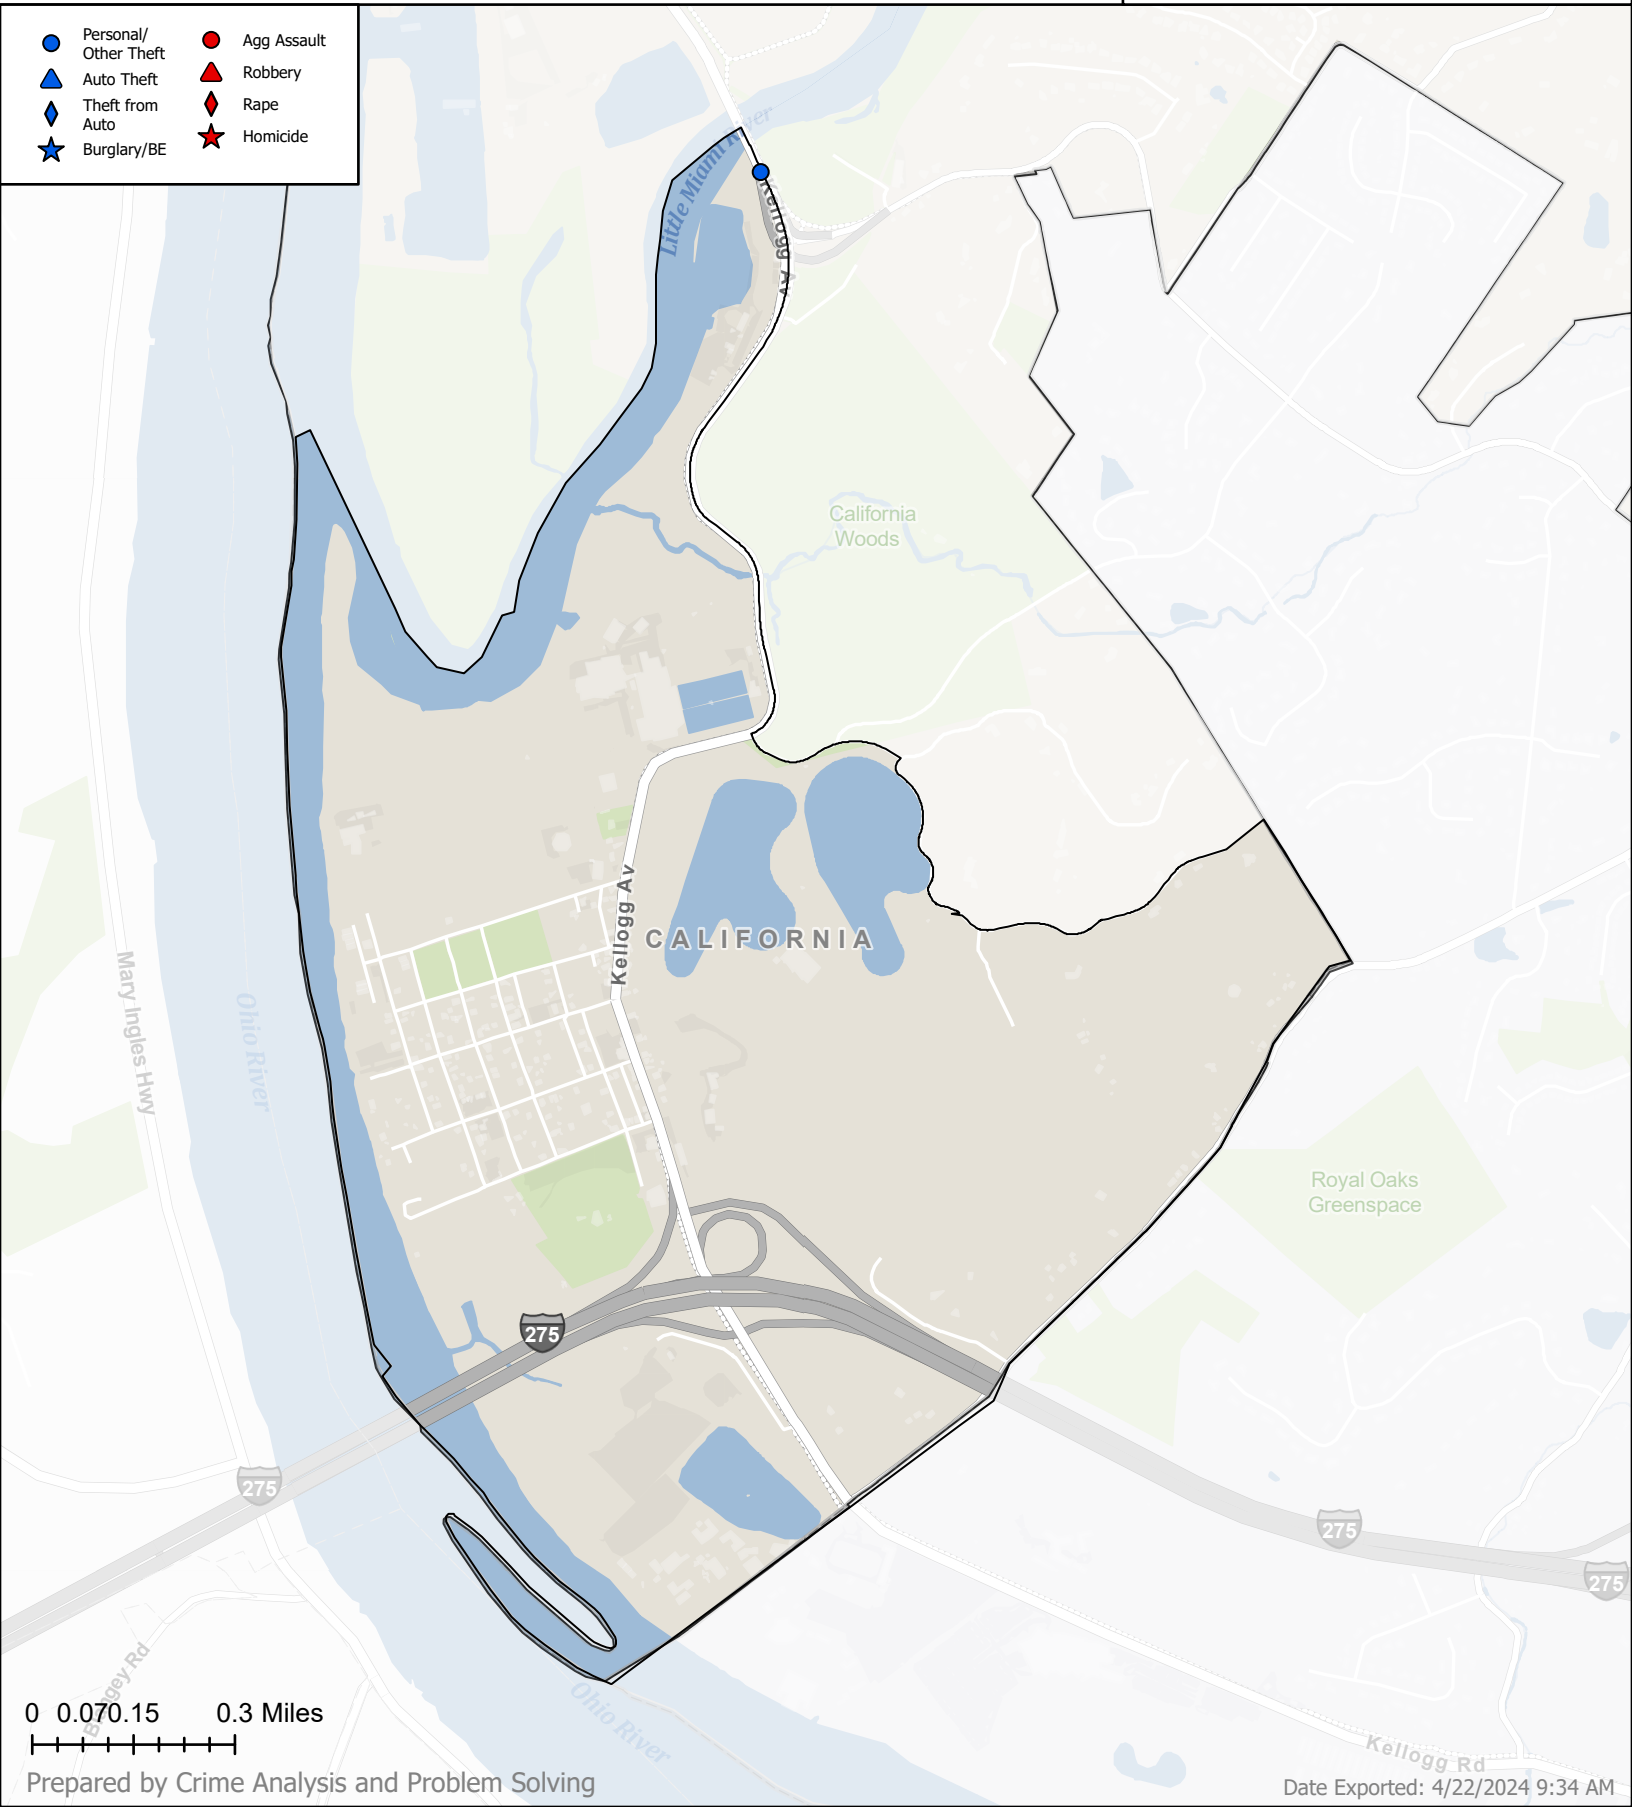 Personal/
Other Theft
Auto Theft
Theft from
Auto
Burglary/BE
Agg Assault
Robbery
Rape
Homicide
Little Miami River
Kellogg Av
California
Woods
Kellogg Av
CALIFORNIA
Mary Ingles Hwy
Ohio River
Royal Oaks
Greenspace
275
275
275
275
Rd
Ohio River
Kellogg Rd
0 0.070.15 0.3 Miles
Prepared by Crime Analysis and Problem Solving
Date Exported: 4/22/2024 9:34 AM